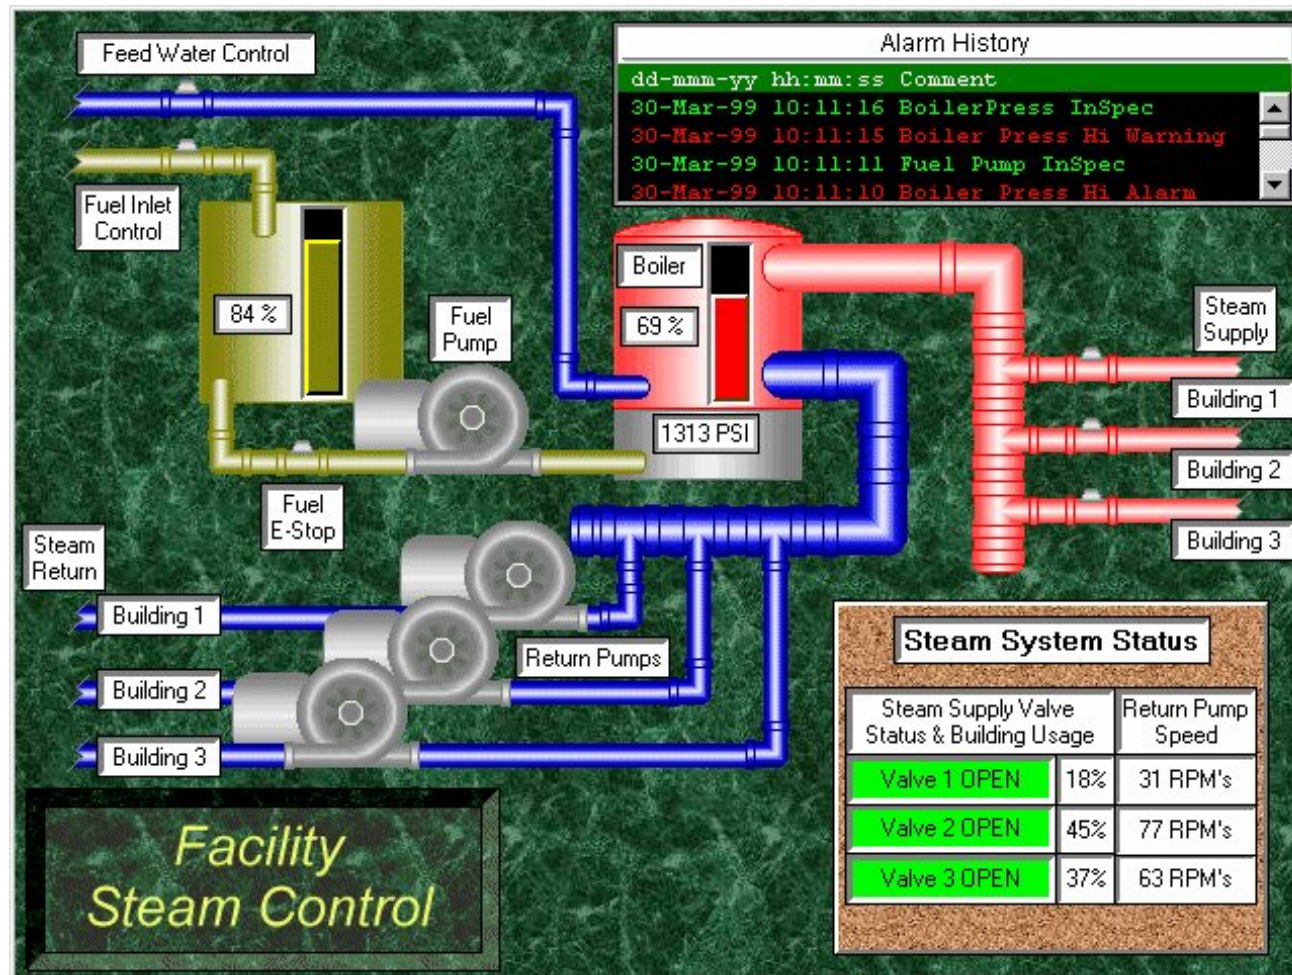 Feed Water Control
Alarm History
dd-mmm-yy hh:mm:ss Comment
30-Mar-99 10:11:16 BoilerPress InSpec
30-Mar-99 10:11:15 Boiler Press Hi Warning
30-Mar-99 10:11:11 Fuel Pump InSpec
30-Mar-99 10:11:10 Boiler Press Hi Alarm
Fuel Inlet
Control
84 %
Fuel
Pump
Boiler
69 %
1313 PSI
Steam
Supply
Building 1
Building 2
Building 3
Fuel
E-Stop
Steam
Return
Building 1
Building 2
Building 3
Return Pumps
Steam System Status
Steam Supply Valve
Status & Building Usage
Return Pump
Speed
Valve 1 OPEN 18% 31 RPM's
Valve 2 OPEN 45% 77 RPM's
Valve 3 OPEN 37% 63 RPM's
Facility
Steam Control